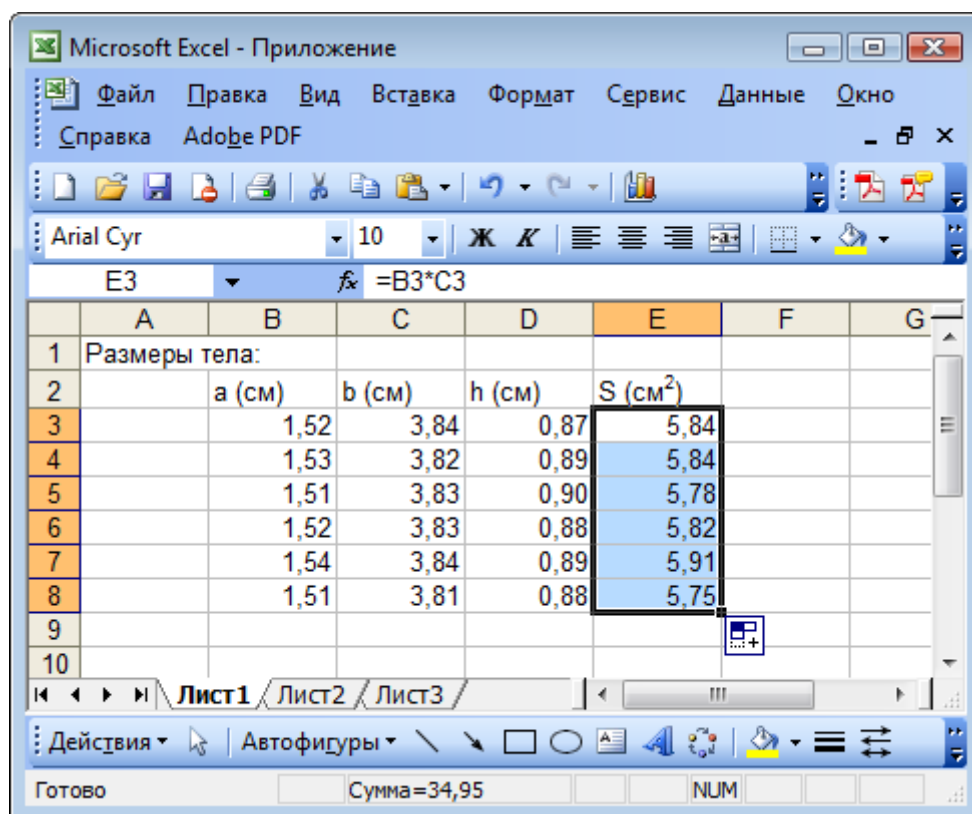 Microsoft Excel - Приложение
Файл Правка Вид Вставка Формат Сервис Данные Окно
Справка Adobe PDF
Arial Cyr 10 Ж К
E3 fx =B3*C3
A B C D E F G
1 Размеры тела:
2 a (см) b (см) h (см) S (см²)
3 1,52 3,84 0,87 5,84
4 1,53 3,82 0,89 5,84
5 1,51 3,83 0,90 5,78
6 1,52 3,83 0,88 5,82
7 1,54 3,84 0,89 5,91
8 1,51 3,81 0,88 5,75
9
10
Лист1 Лист2 Лист3
Действия Автофигуры
Готово Сумма=34,95 NUM